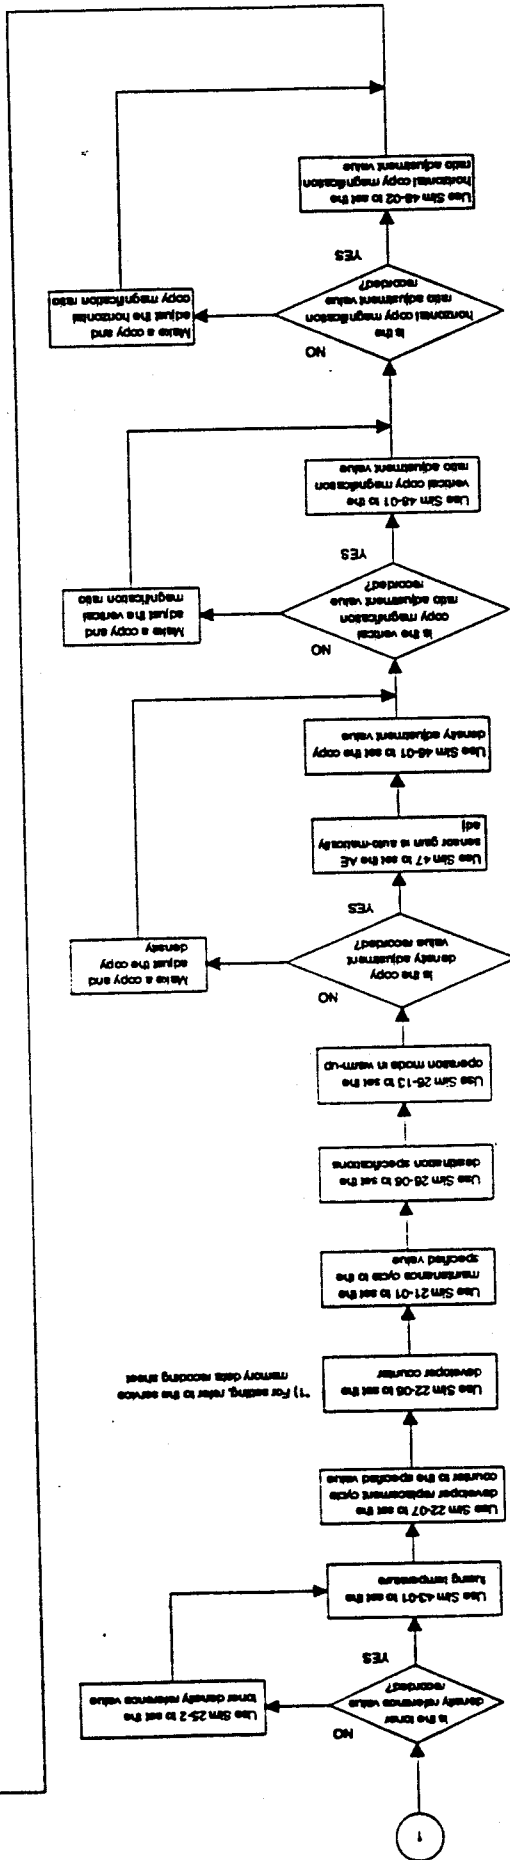 1
Is the toner
density reference value
recorded?
NO
YES
Use Sim 25-2 to set the
toner density reference value
Use Sim 43-01 to set the
fusing temperature
Use Sim 22-07 to set the
developer replacement cycle
counter to the specified value
Use Sim 22-06 to set the
developer counter
*1) For setting, refer to the service
memory data recoding sheet
Use Sim 21-01 to set the
maintenance cycle to the
specified value
Use Sim 26-06 to set the
destination specifications
Use Sim 26-13 to set the
operation mode in warm-up
Is the copy
density adjustment
value recorded?
NO
YES
Make a copy and
adjust the copy
density
Use Sim 47 to set the AE
sensor gain is auto-matically
adj
Use Sim 46-01 to set the copy
density adjustment value
Is the vertical
copy magnification
ratio adjustment value
recorded?
NO
YES
Make a copy and
adjust the vertical
magnification ratio
Use Sim 48-01 to the
vertical copy magnification
ratio adjustment value
Is the
horizontal copy magnification
ratio adjustment value
recorded?
NO
YES
Make a copy and
adjust the horizontal
copy magnification ratio
Use Sim 48-02 to set the
horizontal copy magnification
ratio adjustment value